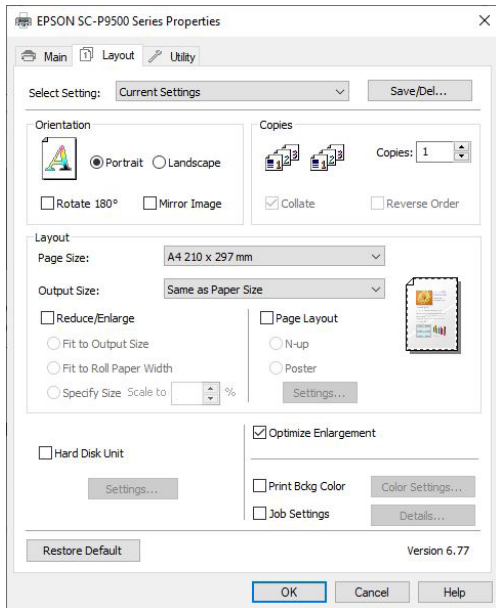 EPSON SC-P9500 Series Properties
Main
Layout
Utility
Select Setting: Current Settings Save/Del...
Orientation
Portrait Landscape
Rotate 180° Mirror Image
Copies
Copies: 1
Collate Reverse Order
Layout
Page Size: A4 210 x 297 mm
Output Size: Same as Paper Size
Reduce/Enlarge
Fit to Output Size
Fit to Roll Paper Width
Specify Size Scale to %
Page Layout
N-up
Poster
Settings...
Hard Disk Unit
Settings...
Optimize Enlargement
Print Bckg Color Color Settings...
Job Settings Details...
Restore Default Version 6.77
OK Cancel Help